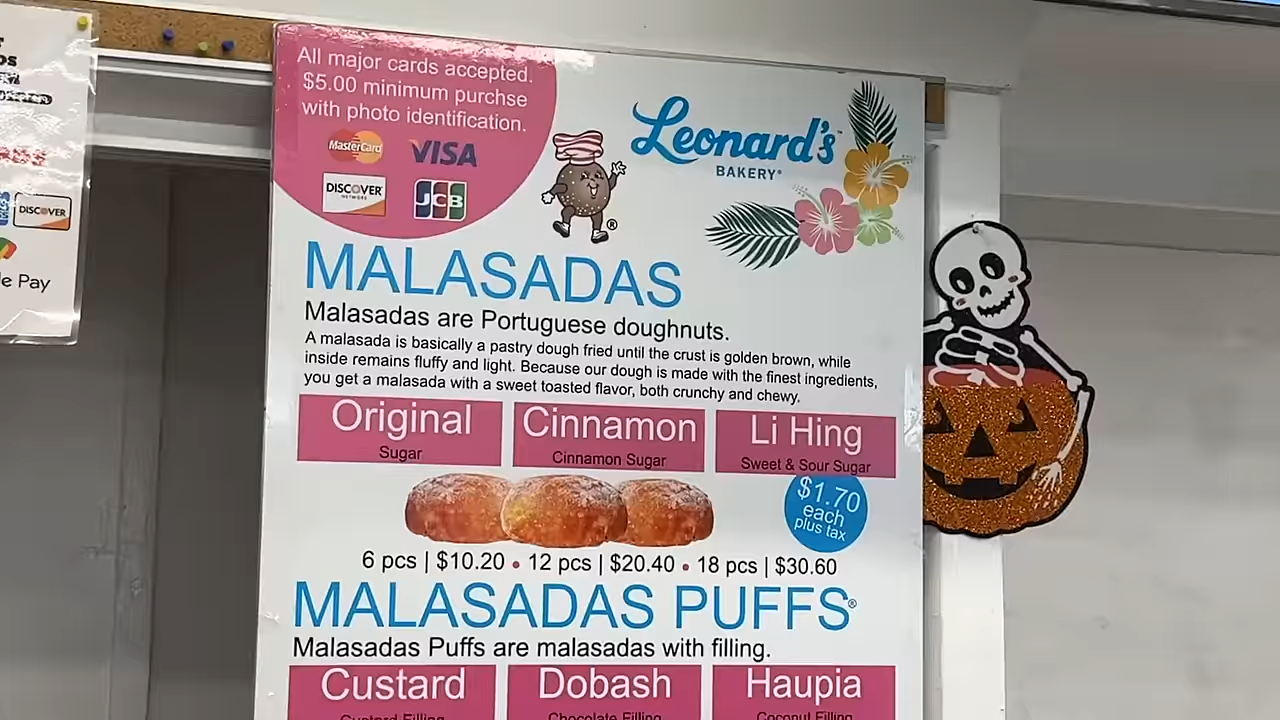 DISCOVER
e Pay
All major cards accepted.
$5.00 minimum purchse
with photo identification.
MasterCard VISA
DISCOVER
NETWORK
JCB
Leonard's™
BAKERY®
®
MALASADAS
Malasadas are Portuguese doughnuts.
A malasada is basically a pastry dough fried until the crust is golden brown, while
inside remains fluffy and light. Because our dough is made with the finest ingredients,
you get a malasada with a sweet toasted flavor, both crunchy and chewy.
Original Cinnamon Li Hing
Sugar Cinnamon Sugar Sweet & Sour Sugar
$1.70
each
plus tax
6 pcs | $10.20 • 12 pcs | $20.40 • 18 pcs | $30.60
MALASADAS PUFFS®
Malasadas Puffs are malasadas with filling.
Custard Dobash Haupia
Custard Filling Chocolate Filling Coconut Filling